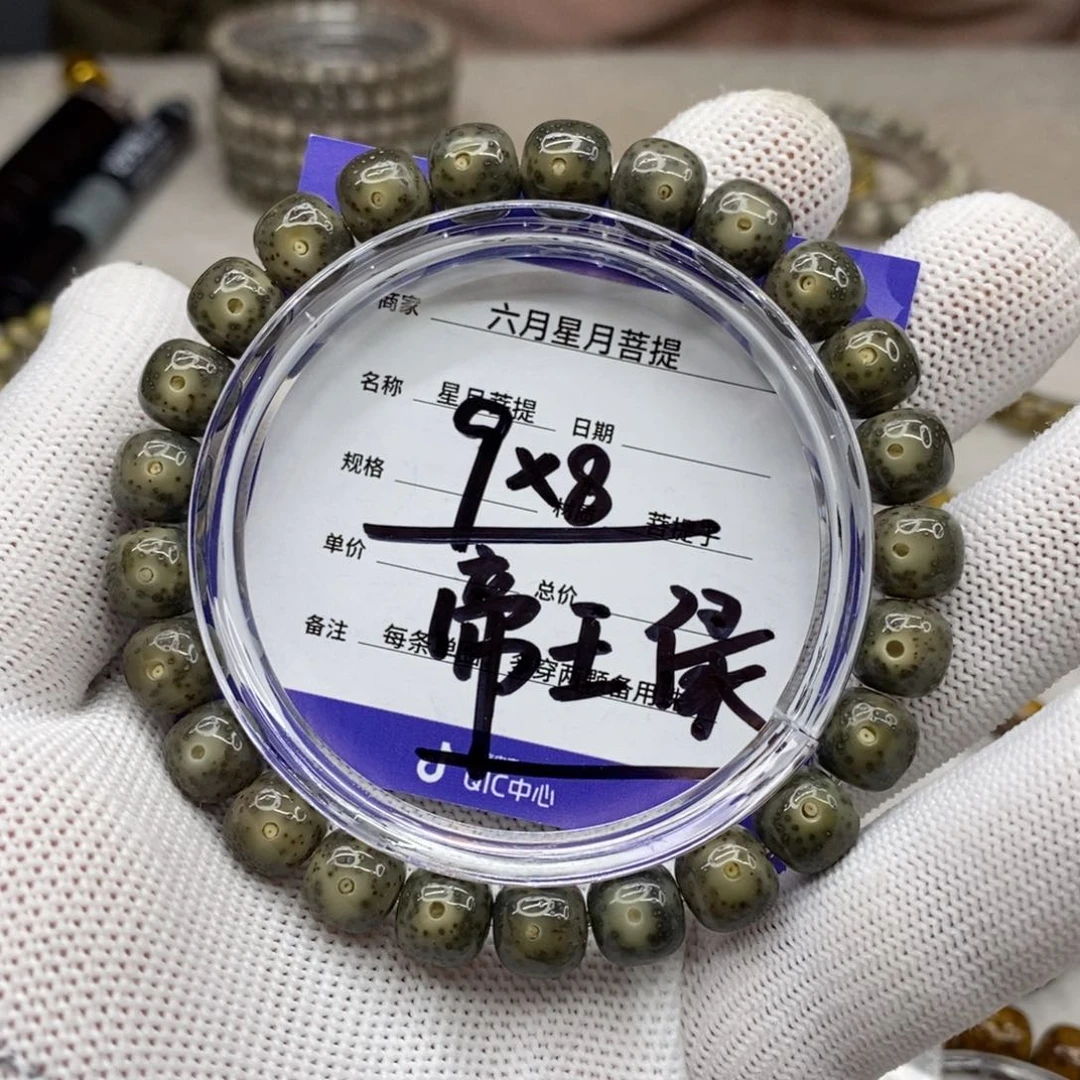 商家 六月星月菩提
名称 星月菩提 日期
9x8
规格 菩提子
单价 总价
帝王绿
备注 每条 多穿两颗备用
QIC中心